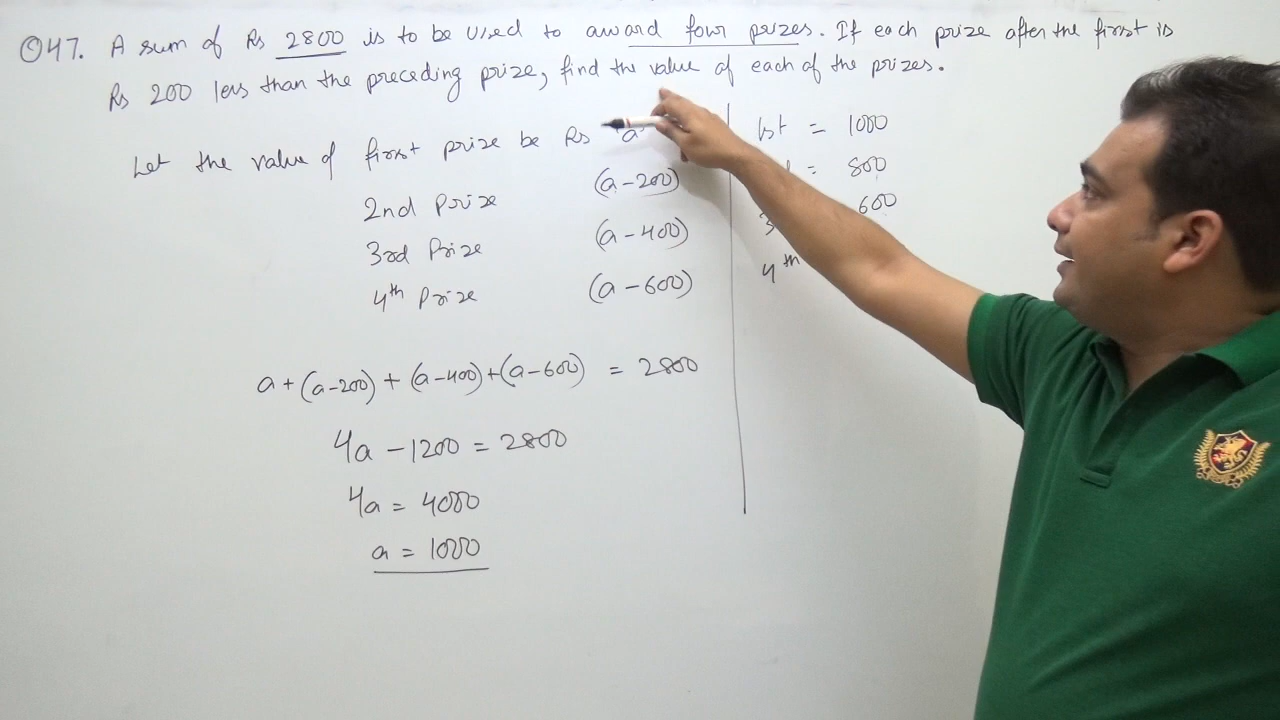 Q47. A sum of Rs 2800 is to be used to award four prizes. If each prize after the first is
Rs 200 less than the preceding prize, find the value of each of the prizes.
Let the value of first prize be Rs 'a'
2nd Prize (a-200)
3rd Prize (a-400)
4th Prize (a-600)
a+(a-200)+(a-400)+(a-600) = 2800
4a-1200 = 2800
4a = 4000
a = 1000
1st = 1000
= 800
600
4th